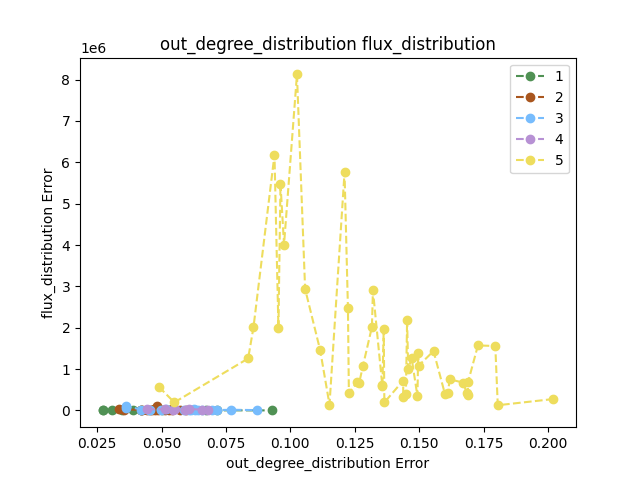 out_degree_distribution flux_distribution
1e6
8
7
6
5
4
3
2
1
0
flux_distribution Error
1
2
3
4
5
0.025 0.050 0.075 0.100 0.125 0.150 0.175 0.200
out_degree_distribution Error